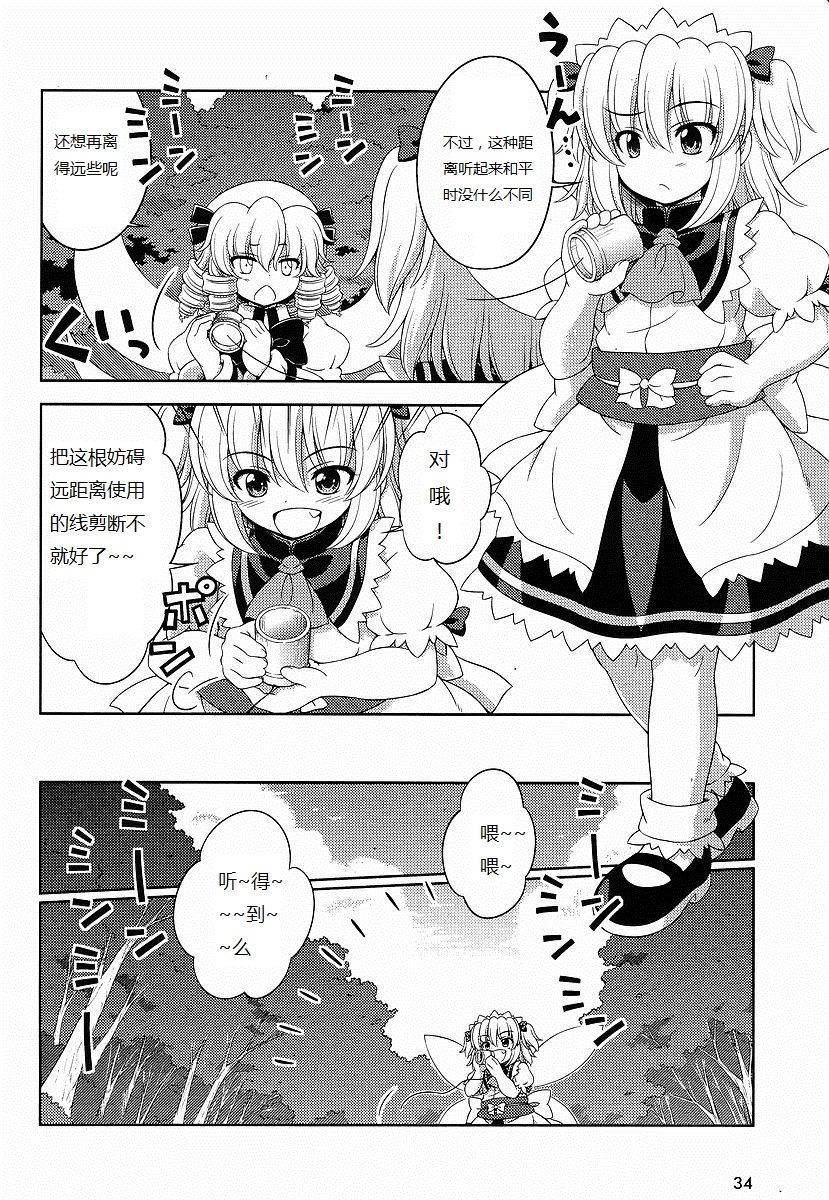 うーん…
不过，这种距
离听起来和平
时没什么不同
ミーン
ミーン
ミーン
还想再离
得远些呢
くいっ
对
哦！
把这根妨碍
远距离使用
的线剪断不
就好了~~
ポン
ミーン
ミーン
喂~~
喂~
听~得~
~~到~
~么
ミーン
ミンミーン
34